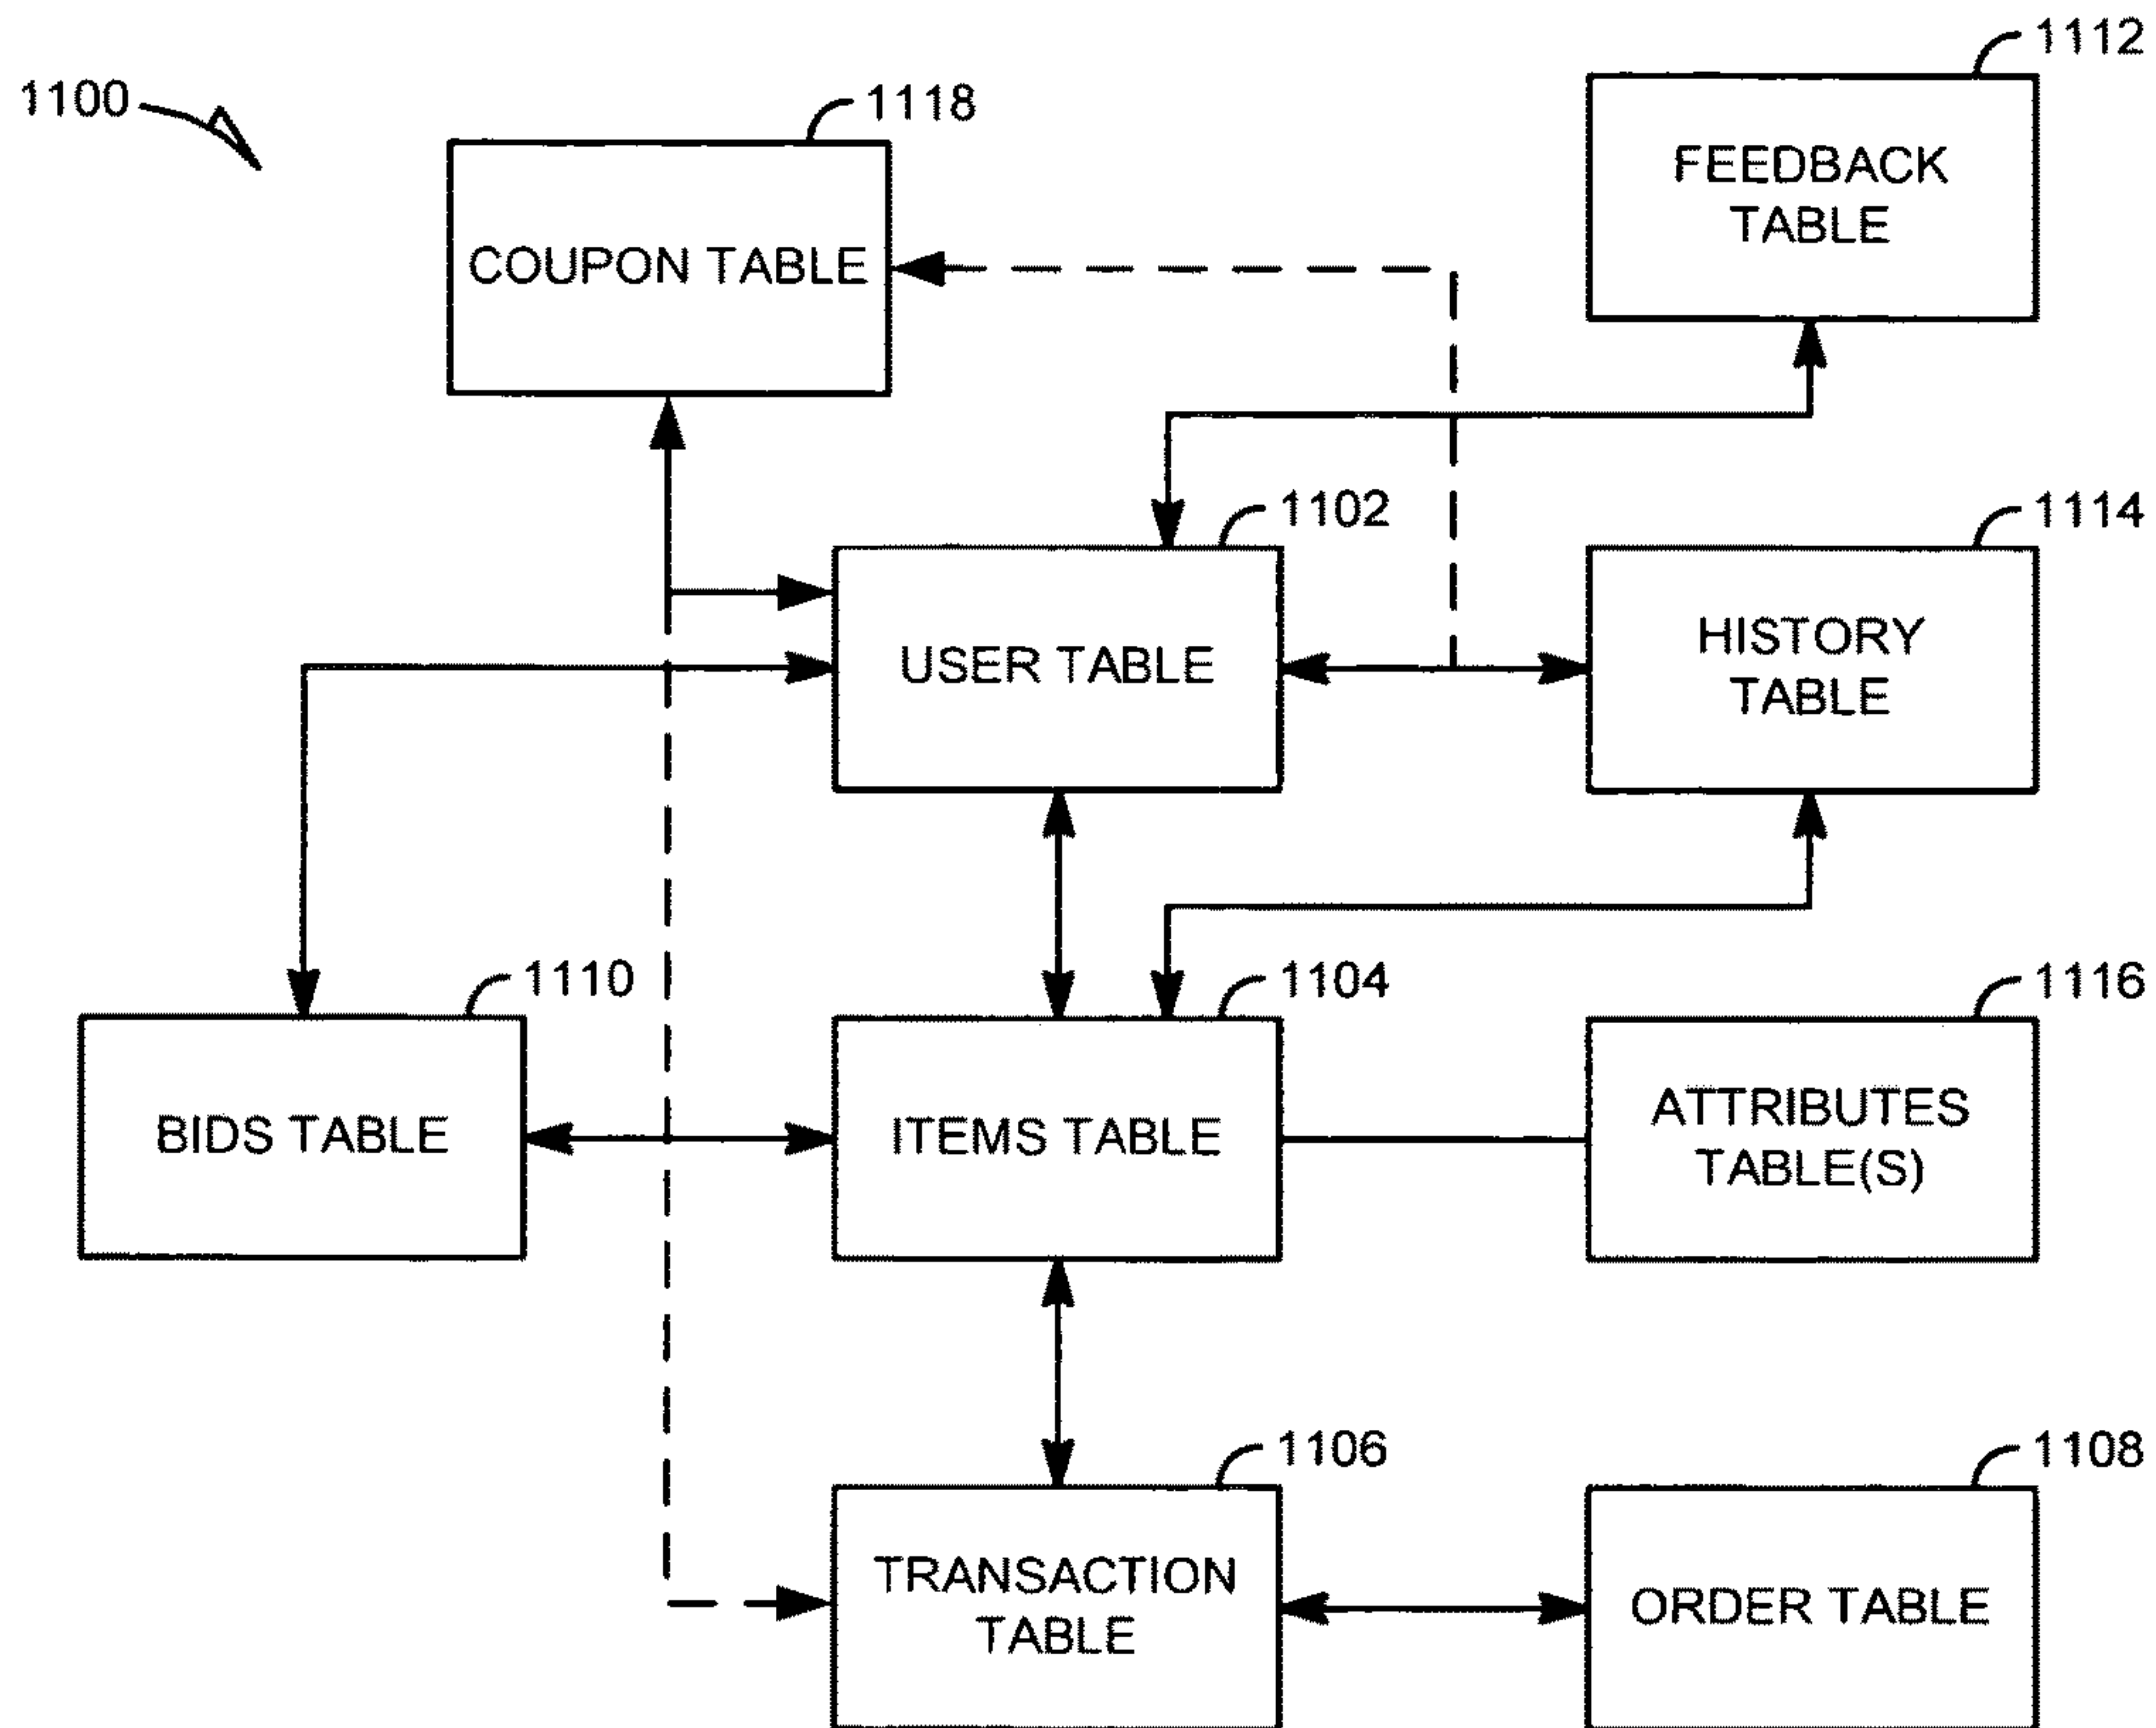 1100
1118
1112
COUPON TABLE
FEEDBACK
TABLE
1102
1114
USER TABLE
HISTORY
TABLE
1110
1104
1116
BIDS TABLE
ITEMS TABLE
ATTRIBUTES
TABLE(S)
1106
1108
TRANSACTION
TABLE
ORDER TABLE